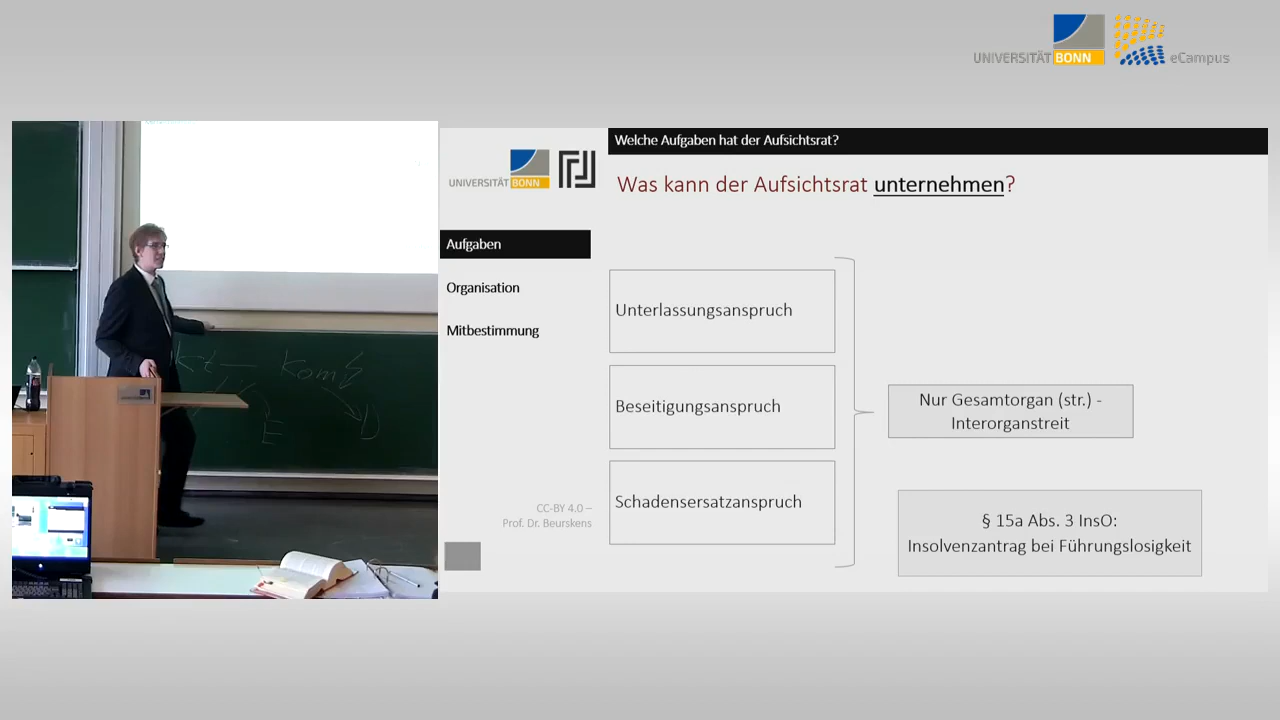 UNIVERSITÄT BONN eCampus
Welche Aufgaben hat der Aufsichtsrat?
UNIVERSITÄT BONN
Was kann der Aufsichtsrat unternehmen?
Aufgaben
Organisation
Mitbestimmung
Unterlassungsanspruch
Beseitigungsanspruch
Schadensersatzanspruch
Nur Gesamtorgan (str.) -
Interorganstreit
§ 15a Abs. 3 InsO:
Insolvenzantrag bei Führungslosigkeit
CC-BY 4.0 –
Prof. Dr. Beurskens
E
D